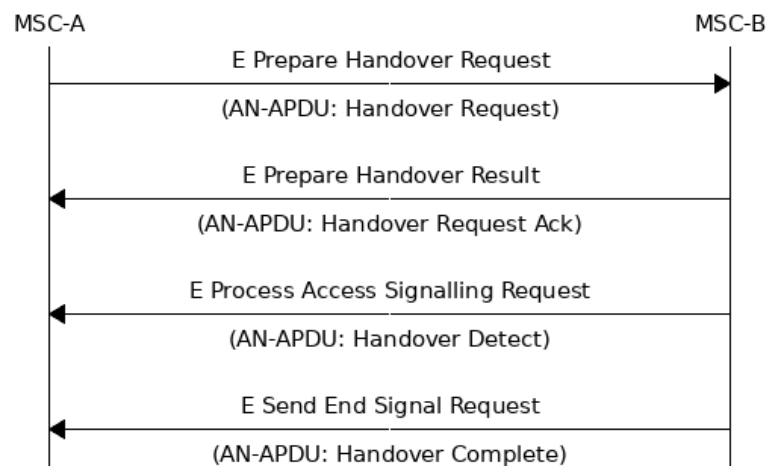 MSC-A MSC-B
E Prepare Handover Request
(AN-APDU: Handover Request)
E Prepare Handover Result
(AN-APDU: Handover Request Ack)
E Process Access Signalling Request
(AN-APDU: Handover Detect)
E Send End Signal Request
(AN-APDU: Handover Complete)